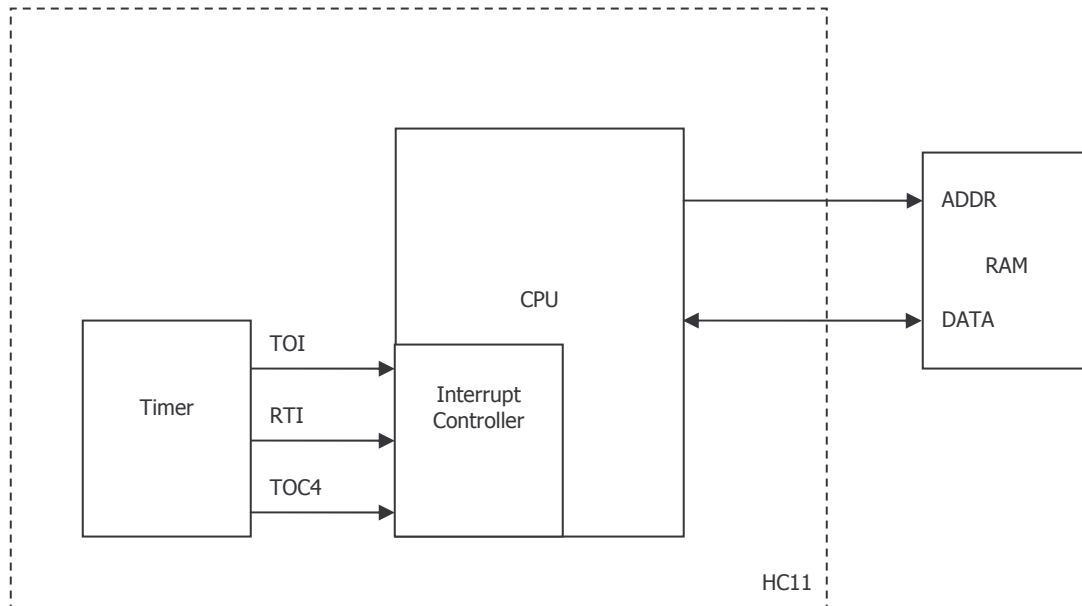 ADDR
RAM
CPU
DATA
TOI
Timer
Interrupt
Controller
RTI
TOC4
HC11